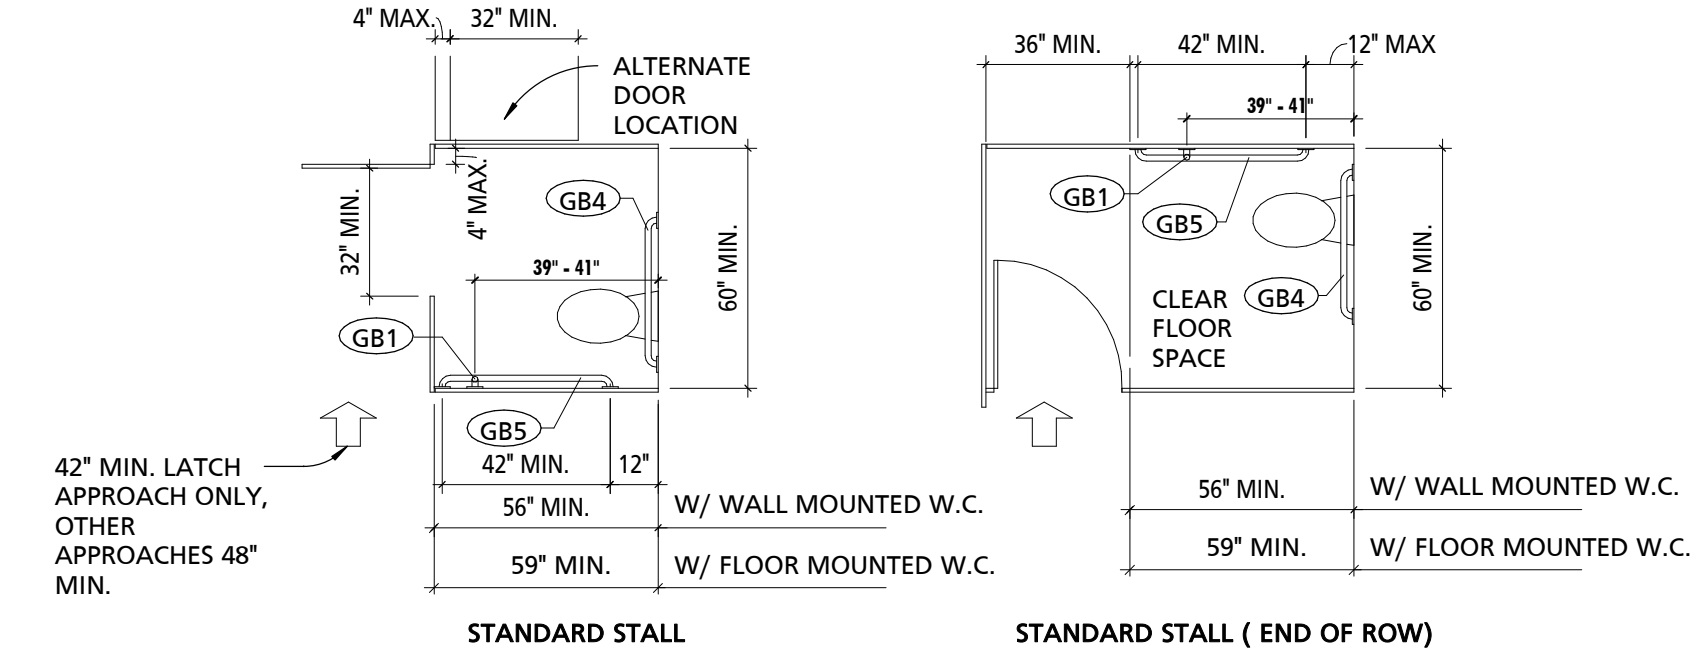 4" MAX.
32" MIN.
ALTERNATE
DOOR
LOCATION
4" MAX.
32" MIN.
GB4
39" - 41"
60" MIN.
GB1
GB5
42" MIN.
12"
42" MIN. LATCH
APPROACH ONLY,
OTHER
APPROACHES 48"
MIN.
56" MIN.
W/ WALL MOUNTED W.C.
59" MIN.
W/ FLOOR MOUNTED W.C.
STANDARD STALL
36" MIN.
42" MIN.
12" MAX
39" - 41"
GB1
GB5
GB4
CLEAR
FLOOR
SPACE
60" MIN.
56" MIN.
W/ WALL MOUNTED W.C.
59" MIN.
W/ FLOOR MOUNTED W.C.
STANDARD STALL ( END OF ROW)